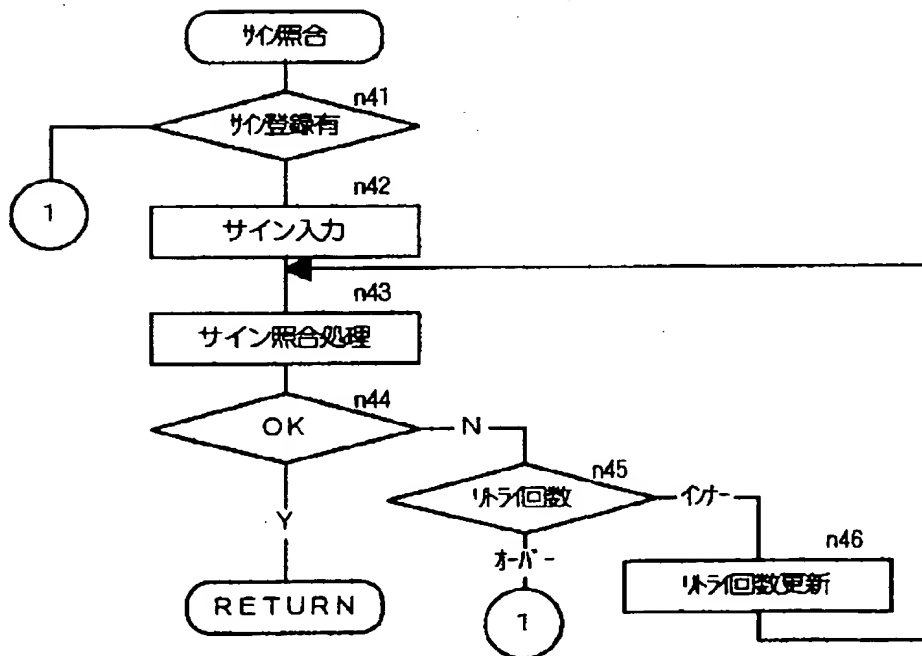 サイン照合
n41
サイン登録有
1
n42
サイン入力
n43
サイン照合処理
n44
OK
N
n45
リトライ回数
インナー
Y
オーバー
n46
リトライ回数更新
RETURN
1